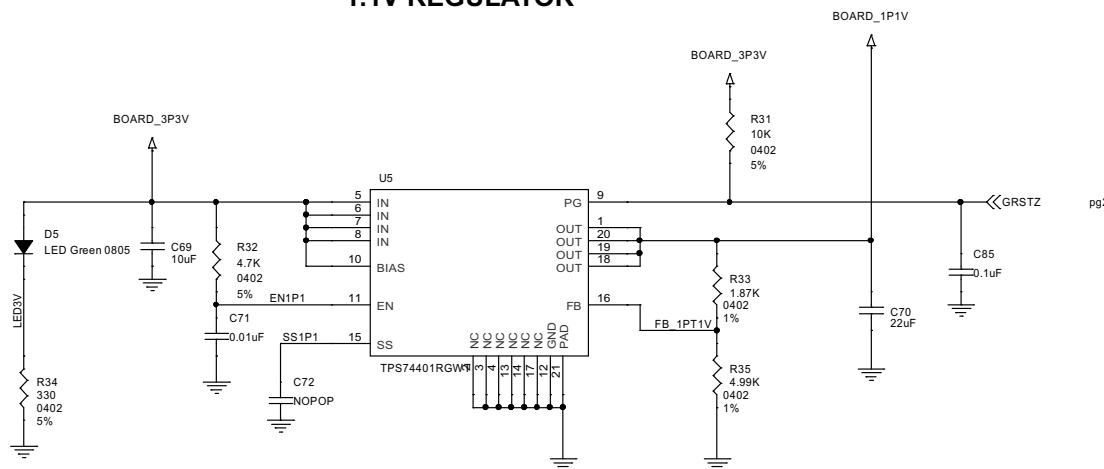 1.1V REGULATOR
BOARD_1P1V
BOARD_3P3V
BOARD_3P3V
R31
10K
0402
5%
U5
5 IN
6 IN
7 IN
8 IN
10 BIAS
11 EN
15 SS
PG 9
OUT 1
OUT 20
OUT 19
OUT 18
FB 16
GRSTZ
D5
LED Green 0805
C69
10uF
R32
4.7K
0402
5%
EN1P1
C71
0.01uF
SS1P1
C72
NOPOP
LED3V
R34
330
0402
5%
TPS74401RGW
NC
NC
NC
NC
NC
NC
GND
PAD
3
4
13
14
17
12
21
R33
1.87K
0402
1%
FB_1PT1V
R35
4.99K
0402
1%
C70
22uF
C85
0.1uF